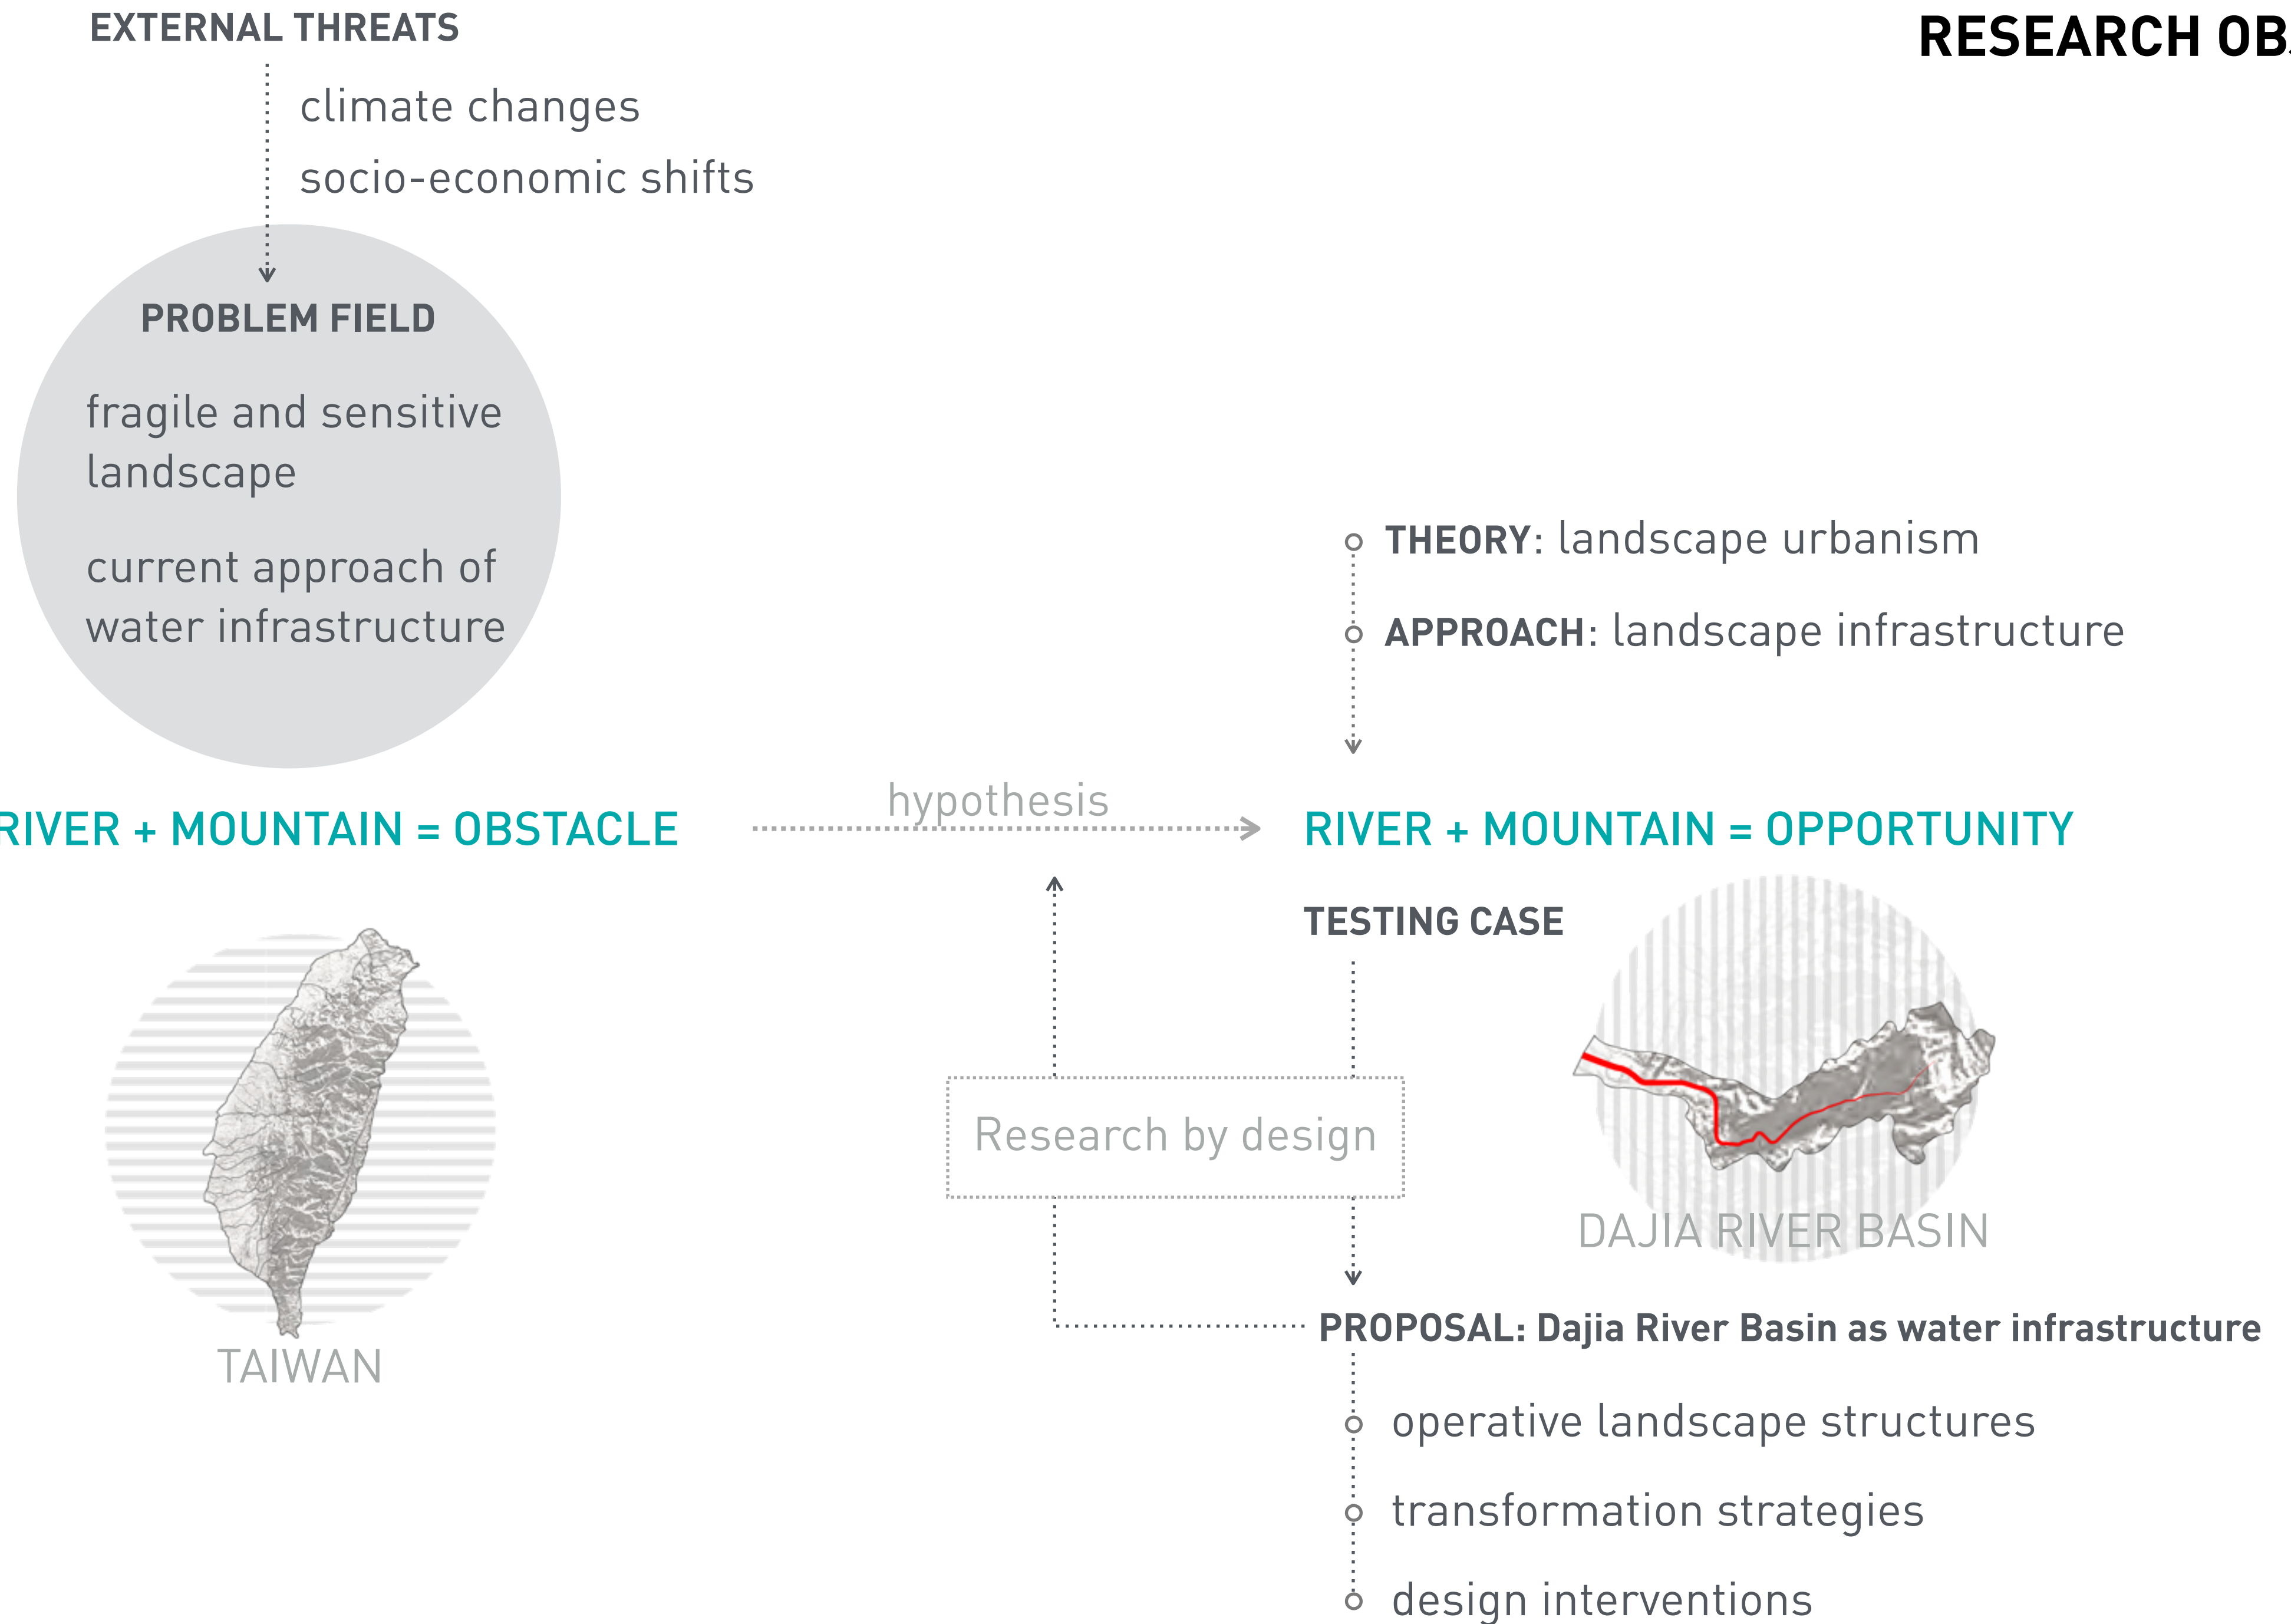 EXTERNAL THREATS
climate changes
socio-economic shifts
PROBLEM FIELD
fragile and sensitive
landscape
current approach of
water infrastructure
RIVER + MOUNTAIN = OBSTACLE
TAIWAN
hypothesis
Research by design
RESEARCH
THEORY: landscape urbanism
APPROACH: landscape infrastructure
RIVER + MOUNTAIN = OPPORTUNITY
TESTING CASE
DAJIA RIVER BASIN
PROPOSAL: Dajia River Basin as water infrastructure
operative landscape structures
transformation strategies
design interventions